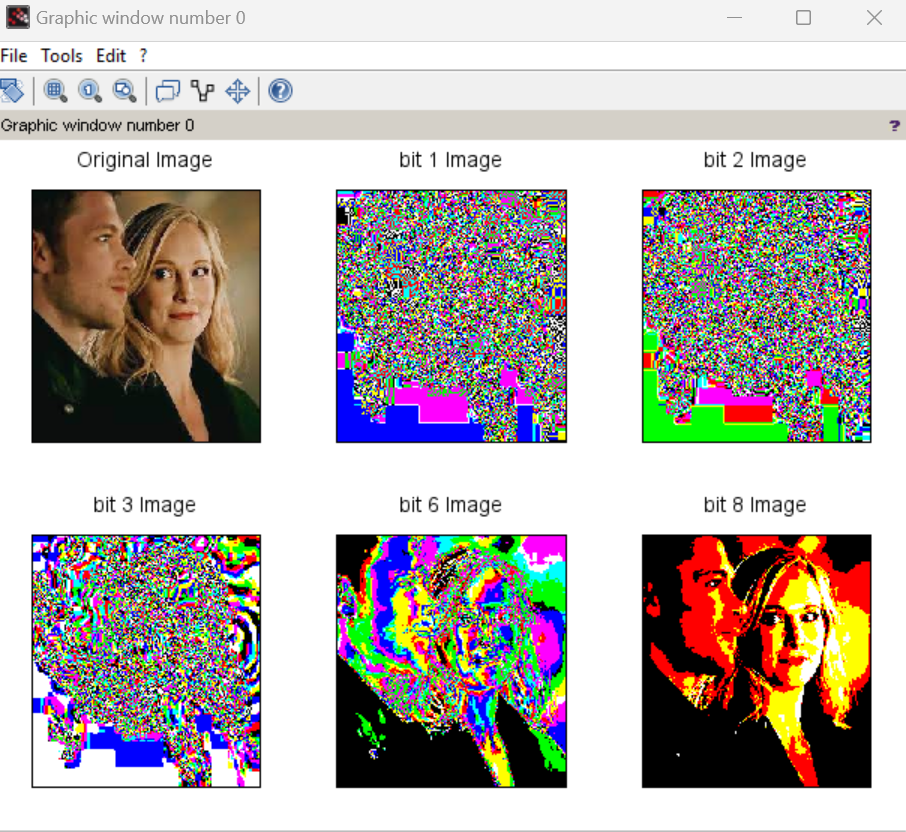 Graphic window number 0
File Tools Edit ?
Graphic window number 0 ?
Original Image bit 1 Image bit 2 Image
bit 3 Image bit 6 Image bit 8 Image